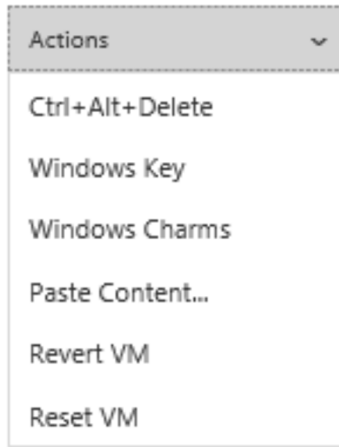 Actions
Ctrl+Alt+Delete
Windows Key
Windows Charms
Paste Content...
Revert VM
Reset VM